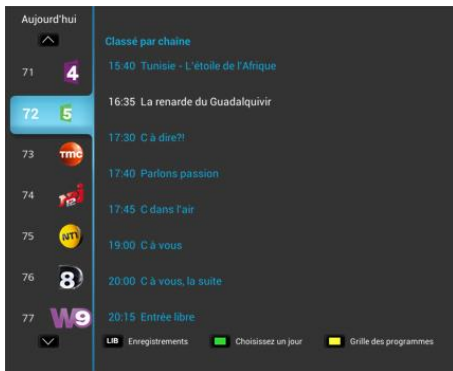 Aujourd'hui
Classé par chaîne
71 4 15:40 Tunisie - L'étoile de l'Afrique
72 5 16:35 La renarde du Guadalquivir
17:30 C à dire?!
73 TMC
17:40 Parlons passion
74 NRJ
17:45 C dans l'air
75 NT1
19:00 C à vous
76 8
20:00 C à vous, la suite
77 W9 20:15 Entrée libre
LIB Enregistrements Choisissez un jour Grille des programmes